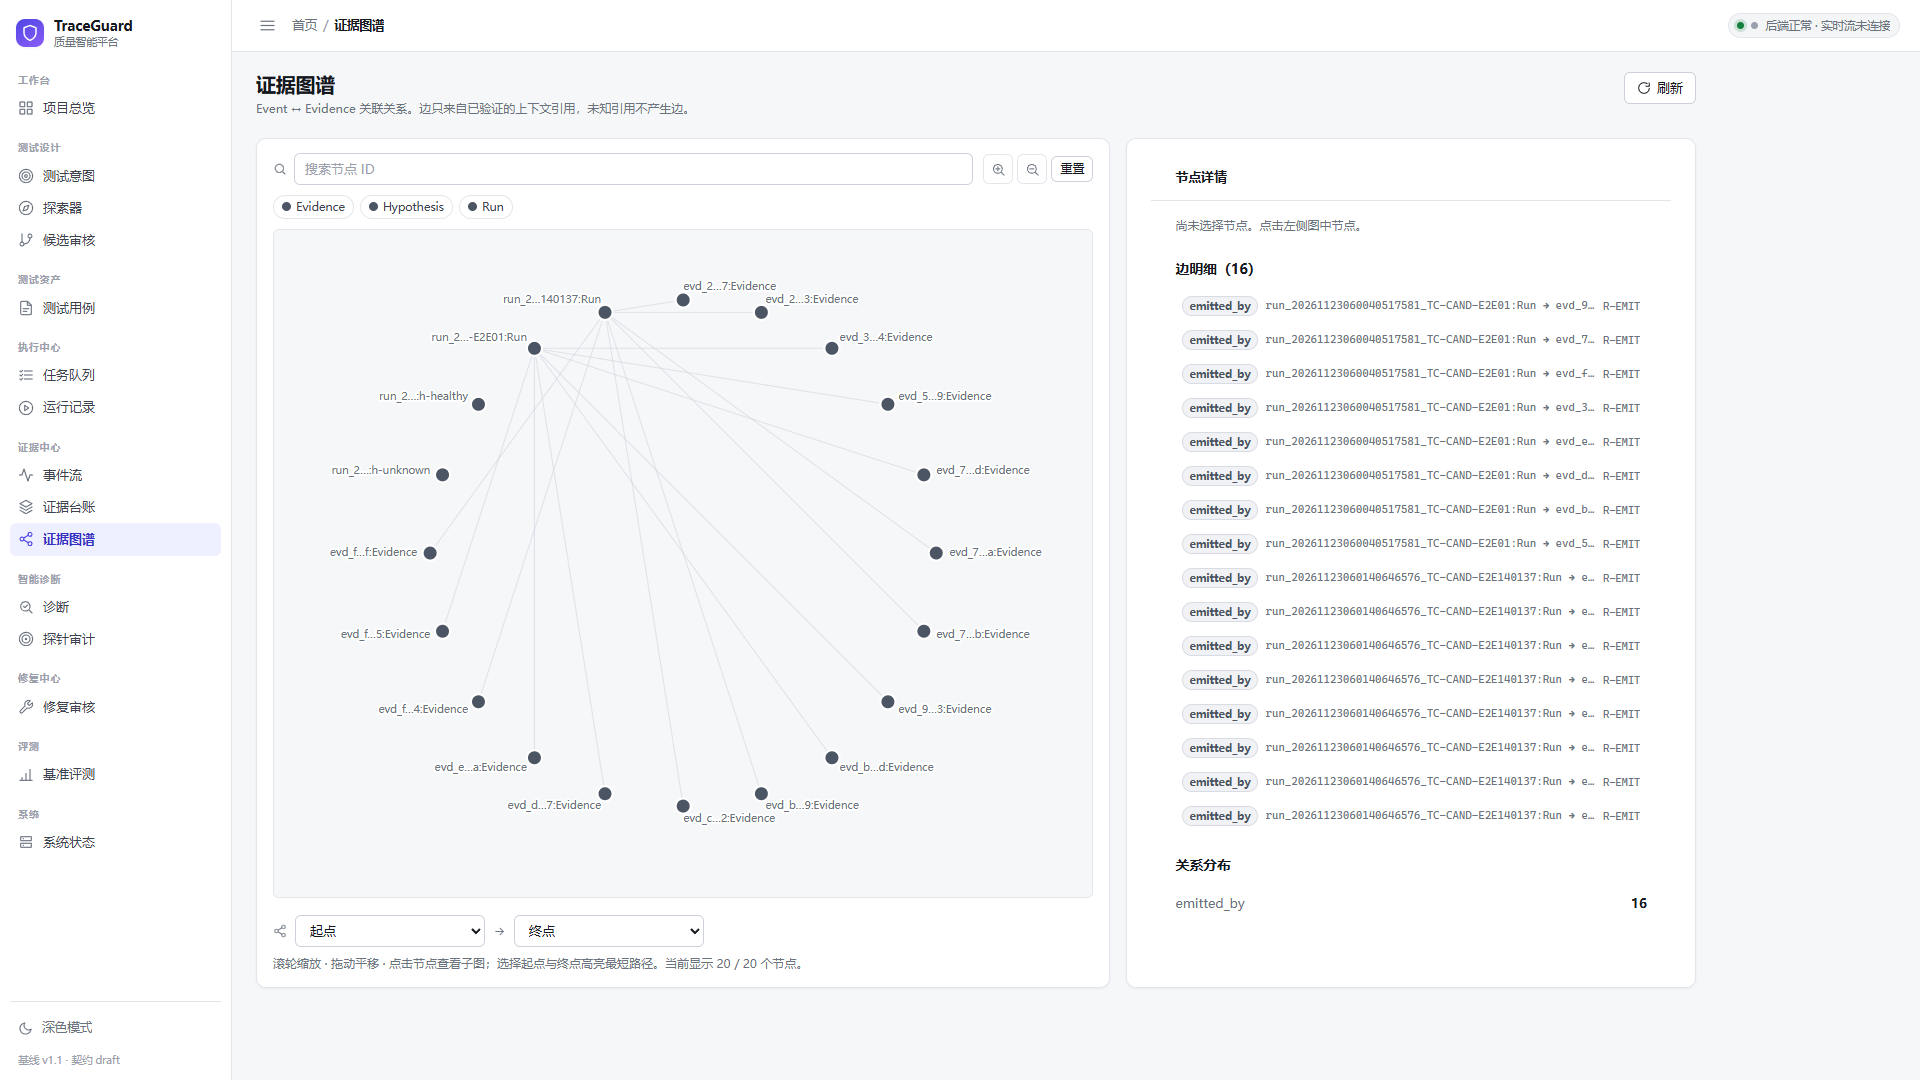 TraceGuard
质量智能平台
工作台
项目总览
测试设计
测试意图
探索器
候选审核
测试资产
测试用例
执行中心
任务队列
运行记录
证据中心
事件流
证据台账
证据图谱
智能诊断
诊断
探针审计
修复中心
修复审核
评测
基准评测
系统
系统状态
深色模式
基线 v1.1 · 契约 draft
首页 / 证据图谱
后端正常 · 实时流未连接
证据图谱
Event ↔ Evidence 关联关系。边只来自已验证的上下文引用，未知引用不产生边。
刷新
搜索节点 ID
重置
Evidence
Hypothesis
Run
evd_2...7:Evidence
run_2...140137:Run
evd_2...3:Evidence
run_2...-E2E01:Run
evd_3...4:Evidence
run_2...:h-healthy
evd_5...9:Evidence
run_2...:h-unknown
evd_7...d:Evidence
evd_f...f:Evidence
evd_7...a:Evidence
evd_f...5:Evidence
evd_7...b:Evidence
evd_f...4:Evidence
evd_9...3:Evidence
evd_e...a:Evidence
evd_b...d:Evidence
evd_d...7:Evidence
evd_b...9:Evidence
evd_c...2:Evidence
起点 → 终点
滚轮缩放 · 拖动平移 · 点击节点查看子图；选择起点与终点高亮最短路径。当前显示 20 / 20 个节点。
节点详情
尚未选择节点。点击左侧图中节点。
边明细（16）
emitted_by run_20261123060040517581_TC-CAND-E2E01:Run → evd_9… R-EMIT
emitted_by run_20261123060040517581_TC-CAND-E2E01:Run → evd_7… R-EMIT
emitted_by run_20261123060040517581_TC-CAND-E2E01:Run → evd_f… R-EMIT
emitted_by run_20261123060040517581_TC-CAND-E2E01:Run → evd_3… R-EMIT
emitted_by run_20261123060040517581_TC-CAND-E2E01:Run → evd_e… R-EMIT
emitted_by run_20261123060040517581_TC-CAND-E2E01:Run → evd_d… R-EMIT
emitted_by run_20261123060040517581_TC-CAND-E2E01:Run → evd_b… R-EMIT
emitted_by run_20261123060040517581_TC-CAND-E2E01:Run → evd_5… R-EMIT
emitted_by run_20261123060140646576_TC-CAND-E2E140137:Run → e… R-EMIT
emitted_by run_20261123060140646576_TC-CAND-E2E140137:Run → e… R-EMIT
emitted_by run_20261123060140646576_TC-CAND-E2E140137:Run → e… R-EMIT
emitted_by run_20261123060140646576_TC-CAND-E2E140137:Run → e… R-EMIT
emitted_by run_20261123060140646576_TC-CAND-E2E140137:Run → e… R-EMIT
emitted_by run_20261123060140646576_TC-CAND-E2E140137:Run → e… R-EMIT
emitted_by run_20261123060140646576_TC-CAND-E2E140137:Run → e… R-EMIT
emitted_by run_20261123060140646576_TC-CAND-E2E140137:Run → e… R-EMIT
关系分布
emitted_by 16